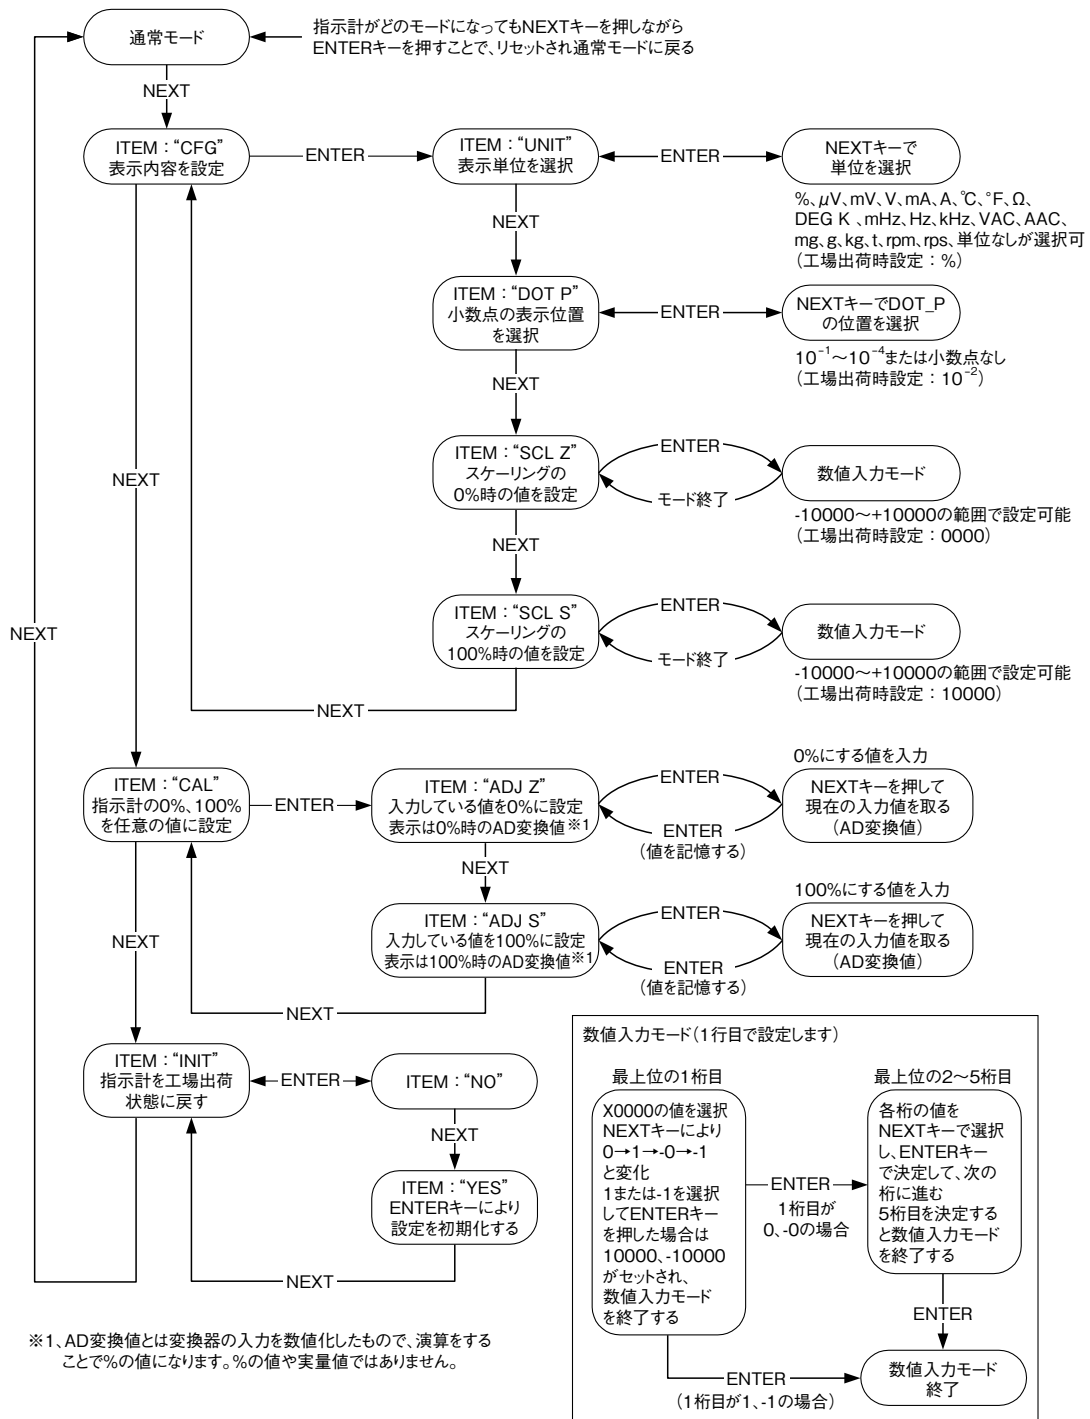 通常モード
指示計がどのモードになってもNEXTキーを押しながら
ENTERキーを押すことで、リセットされ通常モードに戻る
NEXT
ITEM：“CFG”
表示内容を設定
ENTER
ITEM：“UNIT”
表示単位を選択
ENTER
NEXTキーで
単位を選択
%、μV、mV、V、mA、A、℃、°F、Ω、
DEG K 、mHz、Hz、kHz、VAC、AAC、
mg、g、kg、t、rpm、rps、単位なしが選択可
（工場出荷時設定：%）
NEXT
ITEM：“DOT P”
小数点の表示位置
を選択
ENTER
NEXTキーでDOT_P
の位置を選択
10⁻¹～10⁻⁴または小数点なし
（工場出荷時設定：10⁻²）
NEXT
ITEM：“SCL Z”
スケーリングの
0%時の値を設定
ENTER
モード終了
数値入力モード
-10000～+10000の範囲で設定可能
（工場出荷時設定：0000）
NEXT
NEXT
ITEM：“SCL S”
スケーリングの
100%時の値を設定
ENTER
モード終了
数値入力モード
-10000～+10000の範囲で設定可能
（工場出荷時設定：10000）
NEXT
NEXT
ITEM：“CAL”
指示計の0%、100%
を任意の値に設定
ENTER
ITEM：“ADJ Z”
入力している値を0%に設定
表示は0%時のAD変換値※1
ENTER
ENTER
（値を記憶する）
0%にする値を入力
NEXTキーを押して
現在の入力値を取る
（AD変換値）
NEXT
ITEM：“ADJ S”
入力している値を100%に設定
表示は100%時のAD変換値※1
ENTER
ENTER
（値を記憶する）
100%にする値を入力
NEXTキーを押して
現在の入力値を取る
（AD変換値）
NEXT
NEXT
ITEM：“INIT”
指示計を工場出荷
状態に戻す
ENTER
ITEM：“NO”
NEXT
ITEM：“YES”
ENTERキーにより
設定を初期化する
NEXT
数値入力モード（1行目で設定します）
最上位の1桁目
X0000の値を選択
NEXTキーにより
0→1→-0→-1
と変化
1または-1を選択
してENTERキー
を押した場合は
10000、-10000
がセットされ、
数値入力モード
を終了する
ENTER
1桁目が
0、-0の場合
最上位の2～5桁目
各桁の値を
NEXTキーで選択
し、ENTERキー
で決定して、次の
桁に進む
5桁目を決定する
と数値入力モード
を終了する
ENTER
ENTER
（1桁目が1、-1の場合）
数値入力モード
終了
※1、AD変換値とは変換器の入力を数値化したもので、演算をする
ことで%の値になります。%の値や実量値ではありません。